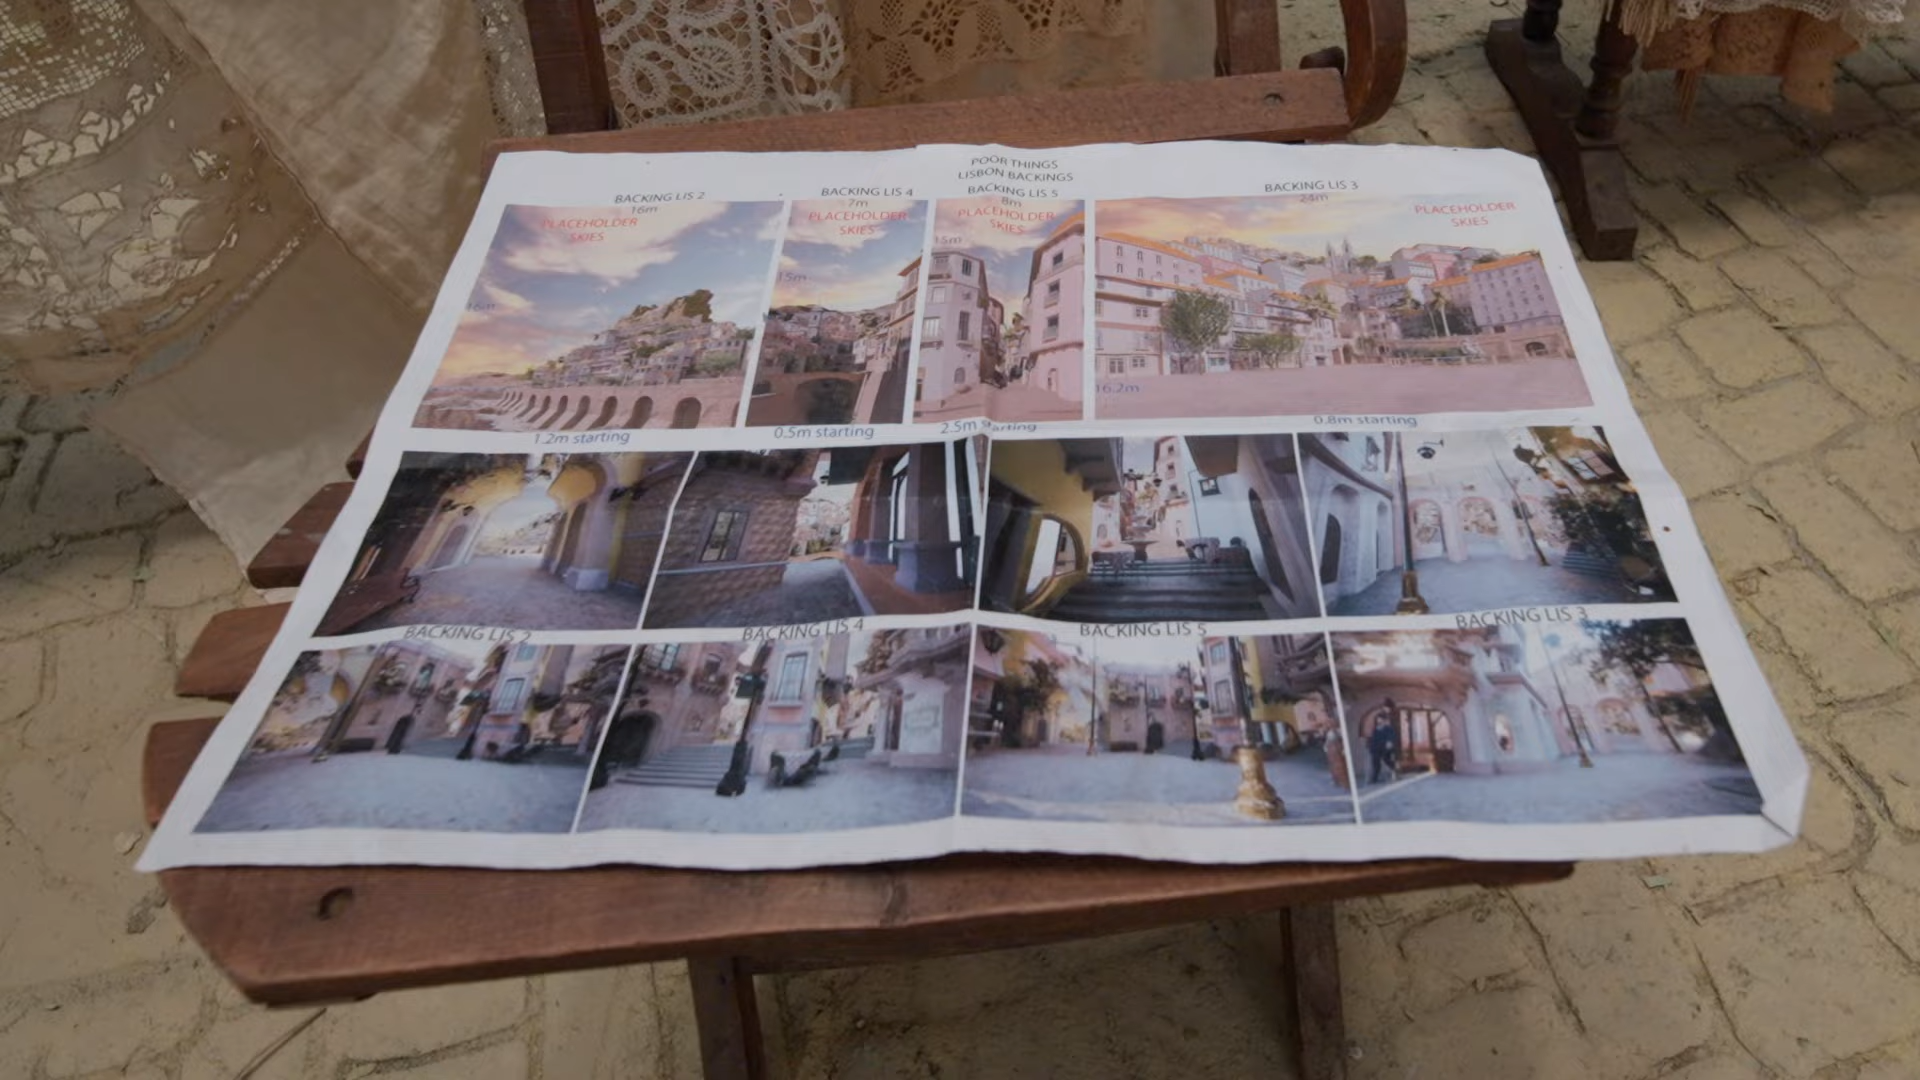 POOR THINGS
LISBON BACKINGS
BACKING LIS 2
16m
BACKING LIS 4
7m
BACKING LIS 5
8m
BACKING LIS 3
24m
PLACEHOLDER
SKIES
PLACEHOLDER
SKIES
PLACEHOLDER
SKIES
PLACEHOLDER
SKIES
15m
15m
16.2m
1.2m starting
0.5m starting
2.5m starting
0.8m starting
BACKING LIS 2
BACKING LIS 4
BACKING LIS 5
BACKING LIS 3